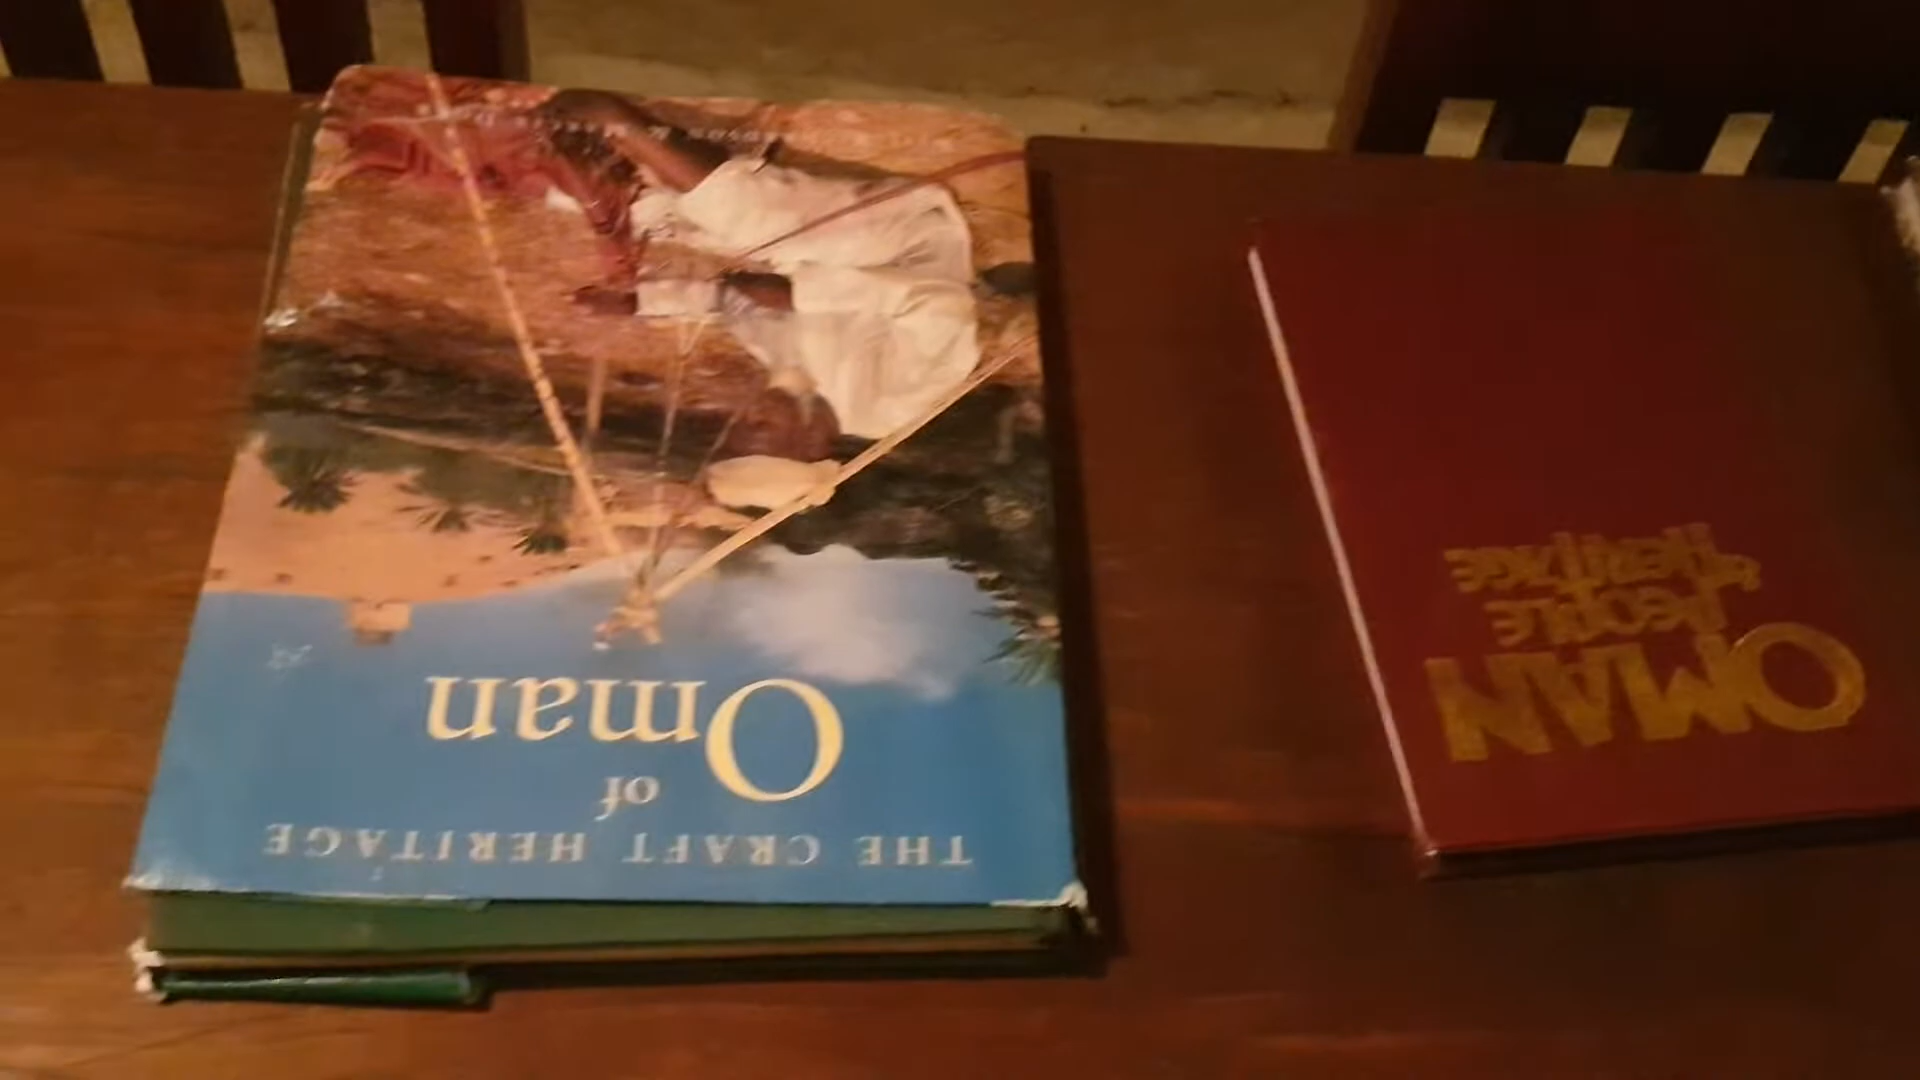 THE CRAFT HERITAGE
of
Oman
OMAN
PEOPLE
& HERITAGE